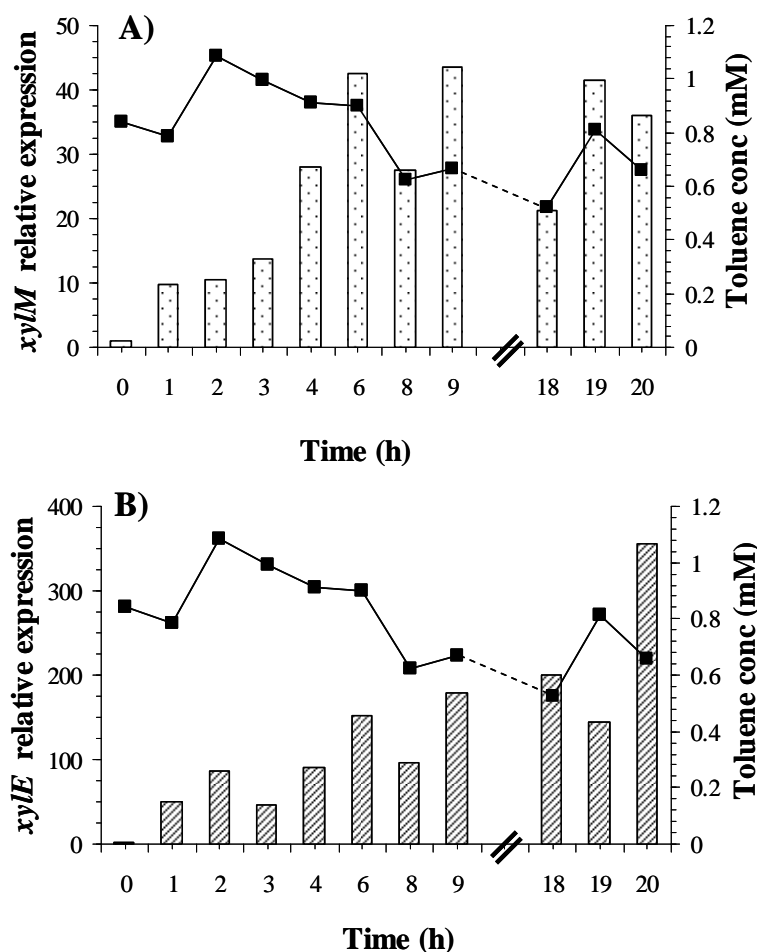 A)
xylM relative expression
50
40
30
20
10
0
1.2
1
0.8
0.6
0.4
0.2
0
Toluene conc (mM)
0 1 2 3 4 6 8 9 18 19 20
Time (h)
B)
xylE relative expression
400
300
200
100
0
1.2
1
0.8
0.6
0.4
0.2
0
Toluene conc (mM)
0 1 2 3 4 6 8 9 18 19 20
Time (h)